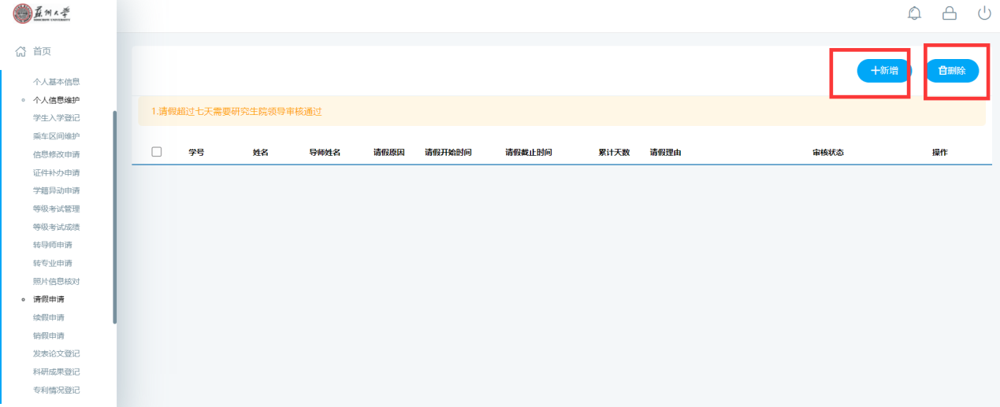 蘇州大学
SOOCHOW UNIVERSITY
首页
个人基本信息
个人信息维护
学生入学登记
乘车区间维护
信息修改申请
证件补办申请
学籍异动申请
等级考试管理
等级考试成绩
转导师申请
转专业申请
照片信息核对
请假申请
续假申请
销假申请
发表论文登记
科研成果登记
专利情况登记
新增
删除
1.请假超过七天需要研究生院领导审核通过
学号 姓名 导师姓名 请假原因 请假开始时间 请假截止时间 累计天数 请假理由 审核状态 操作